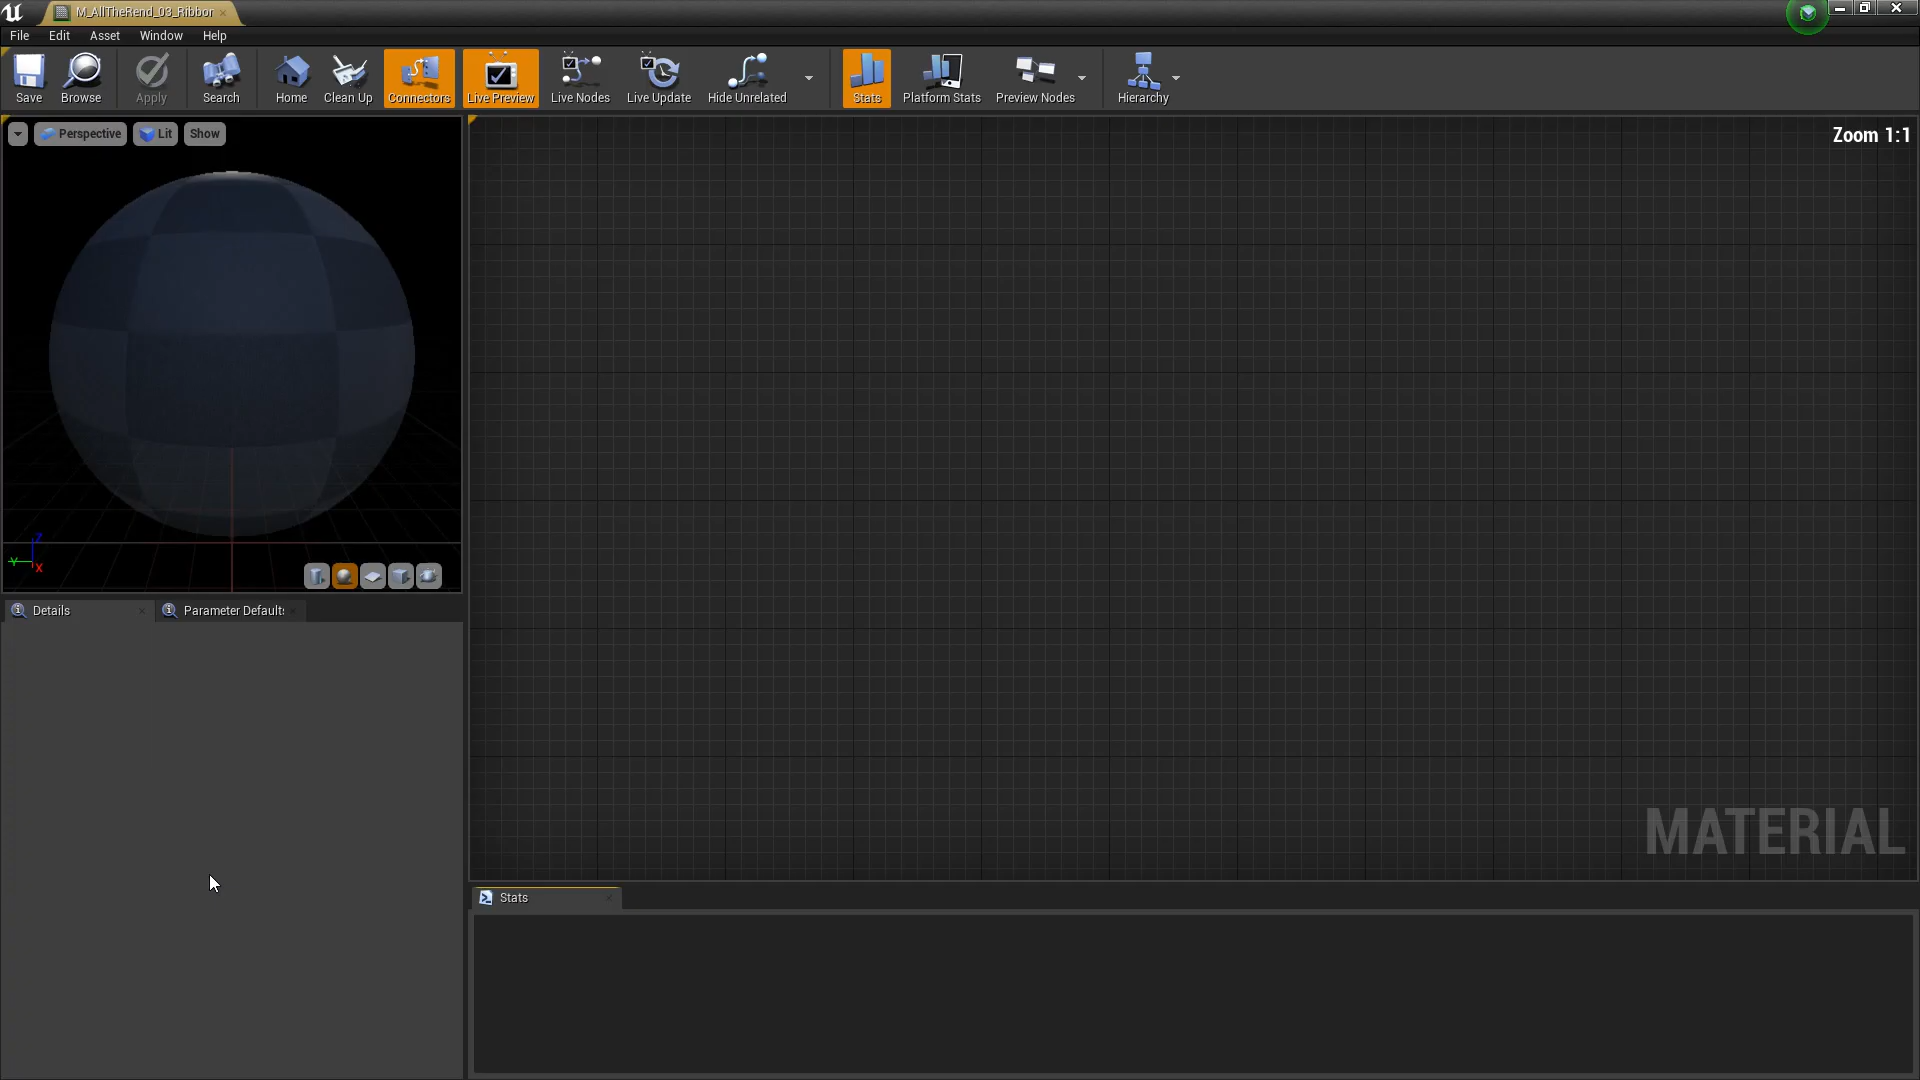 M_AllTheRend_03_Ribbor
File Edit Asset Window Help
Save Browse Apply Search Home Clean Up Connectors Live Preview Live Nodes Live Update Hide Unrelated Stats Platform Stats Preview Nodes Hierarchy
Perspective Lit Show
Zoom 1:1
Z
Y
X
Details Parameter Defaults
MATERIAL
Stats